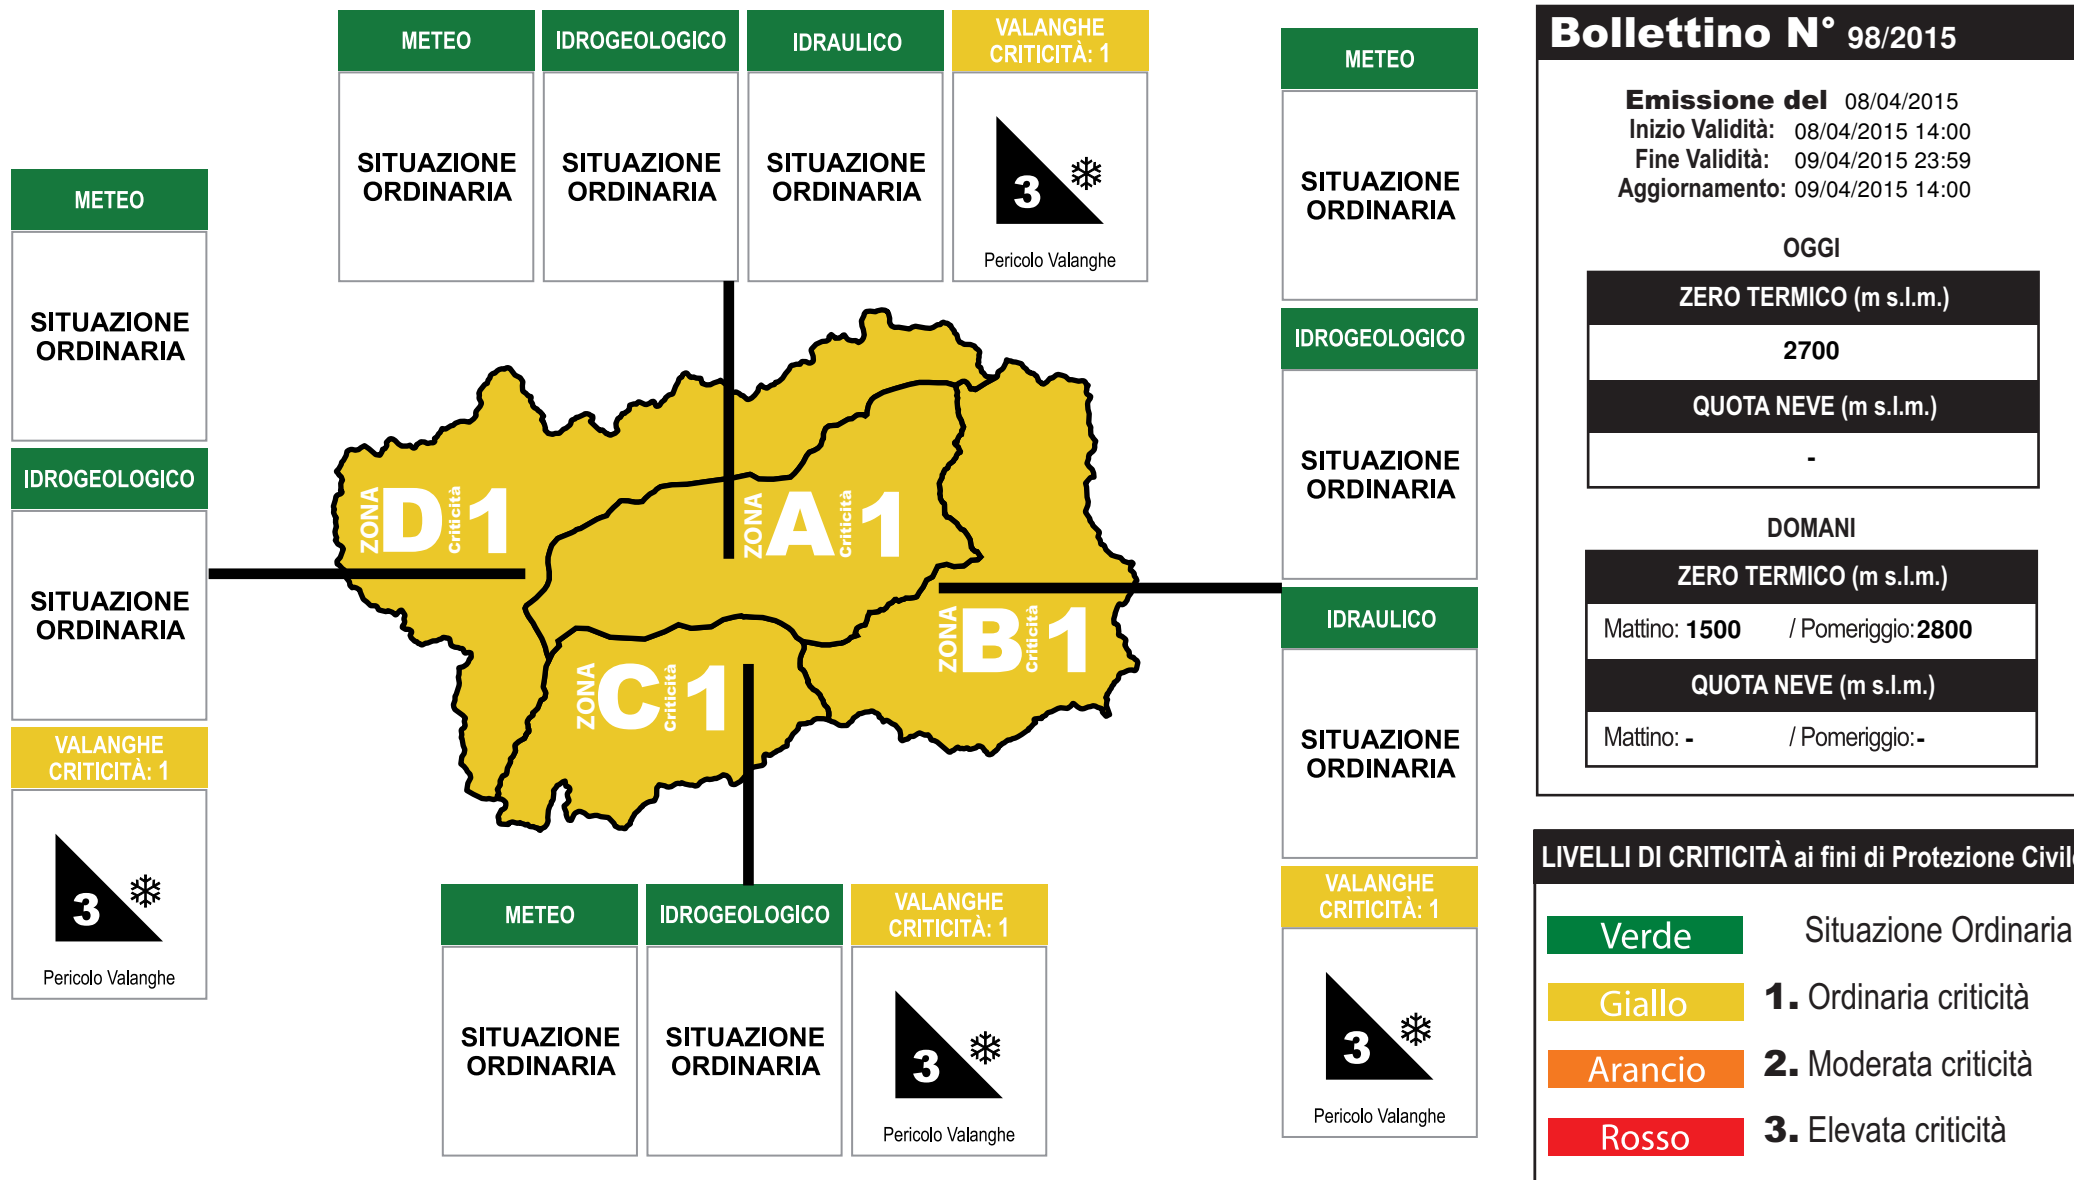 METEO
SITUAZIONE
ORDINARIA
IDROGEOLOGICO
SITUAZIONE
ORDINARIA
IDRAULICO
SITUAZIONE
ORDINARIA
VALANGHE
CRITICITÀ: 1
3
Pericolo Valanghe
METEO
SITUAZIONE
ORDINARIA
IDROGEOLOGICO
SITUAZIONE
ORDINARIA
VALANGHE
CRITICITÀ: 1
3
Pericolo Valanghe
ZONA D Criticità 1
ZONA A Criticità 1
ZONA B Criticità 1
ZONA C Criticità 1
METEO
SITUAZIONE
ORDINARIA
IDROGEOLOGICO
SITUAZIONE
ORDINARIA
VALANGHE
CRITICITÀ: 1
3
Pericolo Valanghe
METEO
SITUAZIONE
ORDINARIA
IDROGEOLOGICO
SITUAZIONE
ORDINARIA
IDRAULICO
SITUAZIONE
ORDINARIA
VALANGHE
CRITICITÀ: 1
3
Pericolo Valanghe
Bollettino N° 98/2015
Emissione del 08/04/2015
Inizio Validità: 08/04/2015 14:00
Fine Validità: 09/04/2015 23:59
Aggiornamento: 09/04/2015 14:00
OGGI
ZERO TERMICO (m s.l.m.)
2700
QUOTA NEVE (m s.l.m.)
-
DOMANI
ZERO TERMICO (m s.l.m.)
Mattino: 1500 / Pomeriggio: 2800
QUOTA NEVE (m s.l.m.)
Mattino: - / Pomeriggio: -
LIVELLI DI CRITICITÀ ai fini di Protezione Civile
Verde Situazione Ordinaria
Giallo 1. Ordinaria criticità
Arancio 2. Moderata criticità
Rosso 3. Elevata criticità